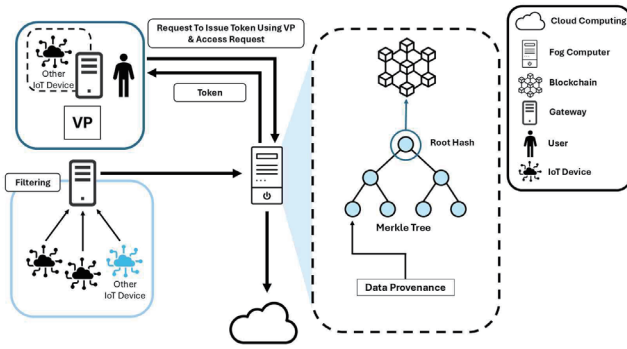 Request To Issue Token Using VP
& Access Request
Token
Other
IoT Device
VP
Filtering
Other
IoT Device
Root Hash
Merkle Tree
Data Provenance
Cloud Computing
Fog Computer
Blockchain
Gateway
User
IoT Device